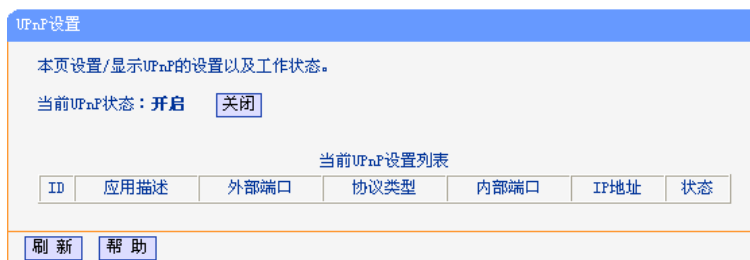 UPnP设置
本页设置/显示UPnP的设置以及工作状态。
当前UPnP状态：开启 关闭
当前UPnP设置列表
ID 应用描述 外部端口 协议类型 内部端口 IP地址 状态
刷 新 帮 助